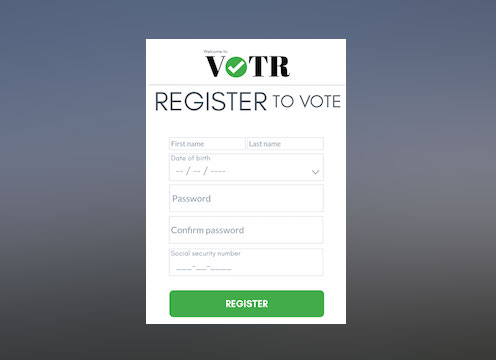 Welcome to
VOTR
REGISTER TO VOTE
First name Last name
Date of birth
-- / -- / ----
Password
Confirm password
Social security number
___-__-____
REGISTER